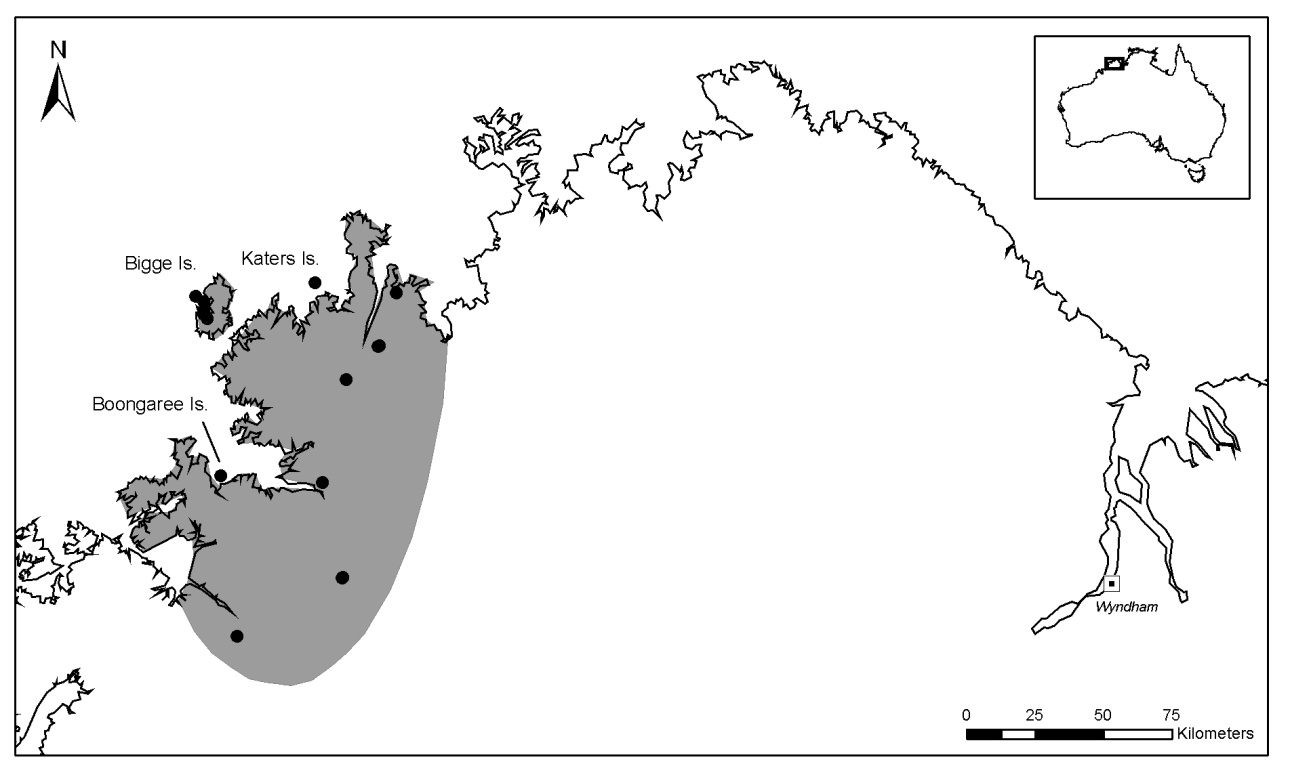 N
Bigge Is.
Katers Is.
Boongaree Is.
Wyndham
0 25 50 75
Kilometers